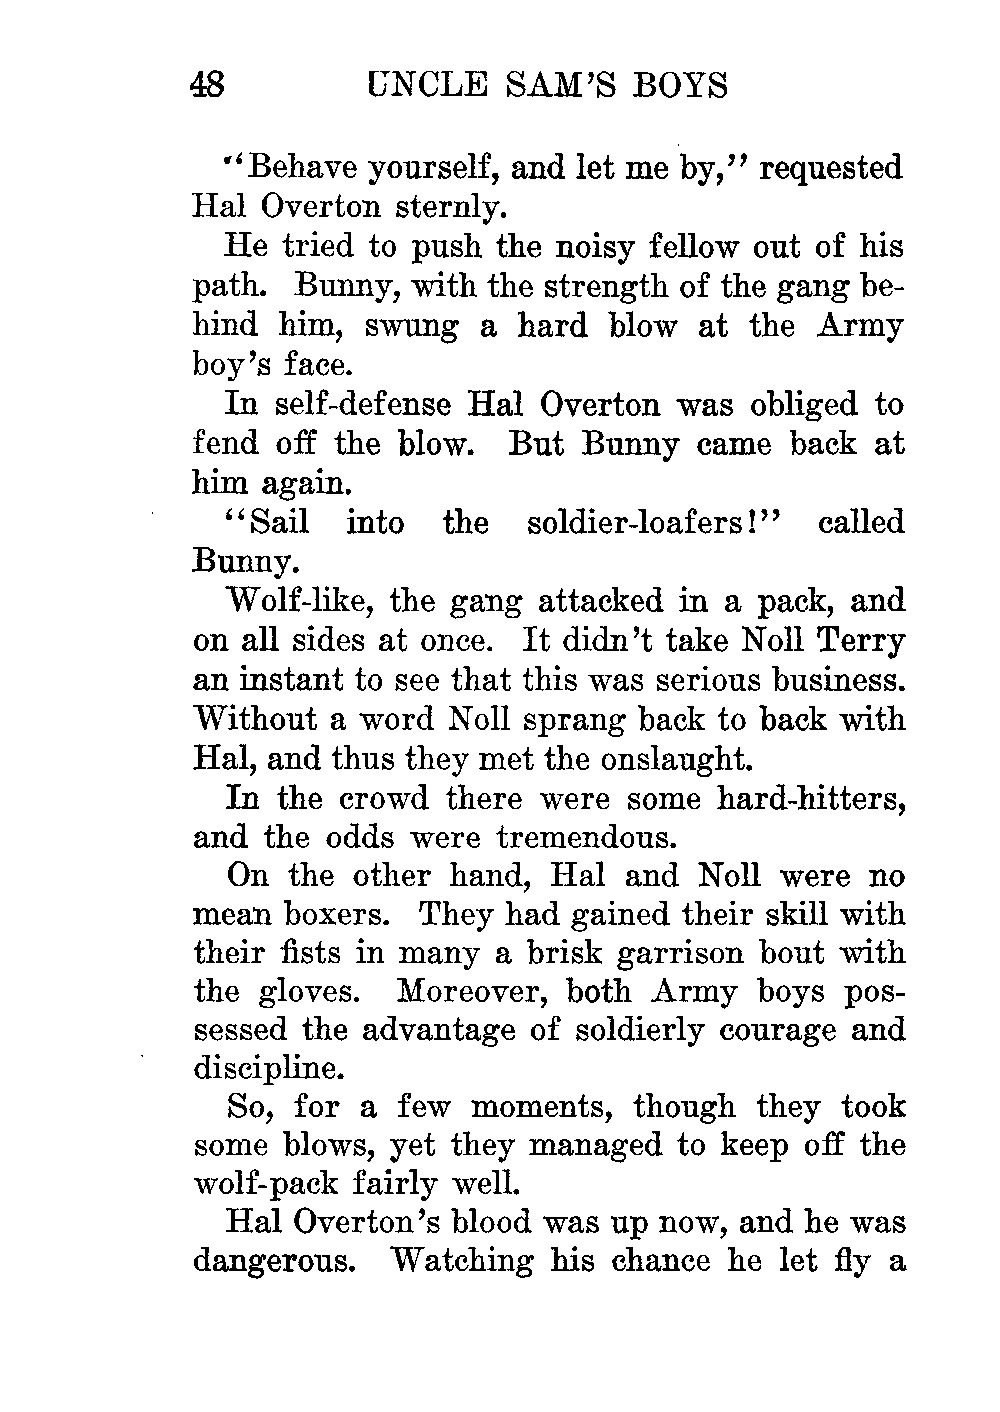 48 UNCLE SAM'S BOYS
"Behave yourself, and let me by," requested
Hal Overton sternly.
He tried to push the noisy fellow out of his
path. Bunny, with the strength of the gang be-
hind him, swung a hard blow at the Army
boy's face.
In self-defense Hal Overton was obliged to
fend off the blow. But Bunny came back at
him again.
"Sail into the soldier-loafers!" called
Bunny.
Wolf-like, the gang attacked in a pack, and
on all sides at once. It didn't take Noll Terry
an instant to see that this was serious business.
Without a word Noll sprang back to back with
Hal, and thus they met the onslaught.
In the crowd there were some hard-hitters,
and the odds were tremendous.
On the other hand, Hal and Noll were no
mean boxers. They had gained their skill with
their fists in many a brisk garrison bout with
the gloves. Moreover, both Army boys pos-
sessed the advantage of soldierly courage and
discipline.
So, for a few moments, though they took
some blows, yet they managed to keep off the
wolf-pack fairly well.
Hal Overton's blood was up now, and he was
dangerous. Watching his chance he let fly a